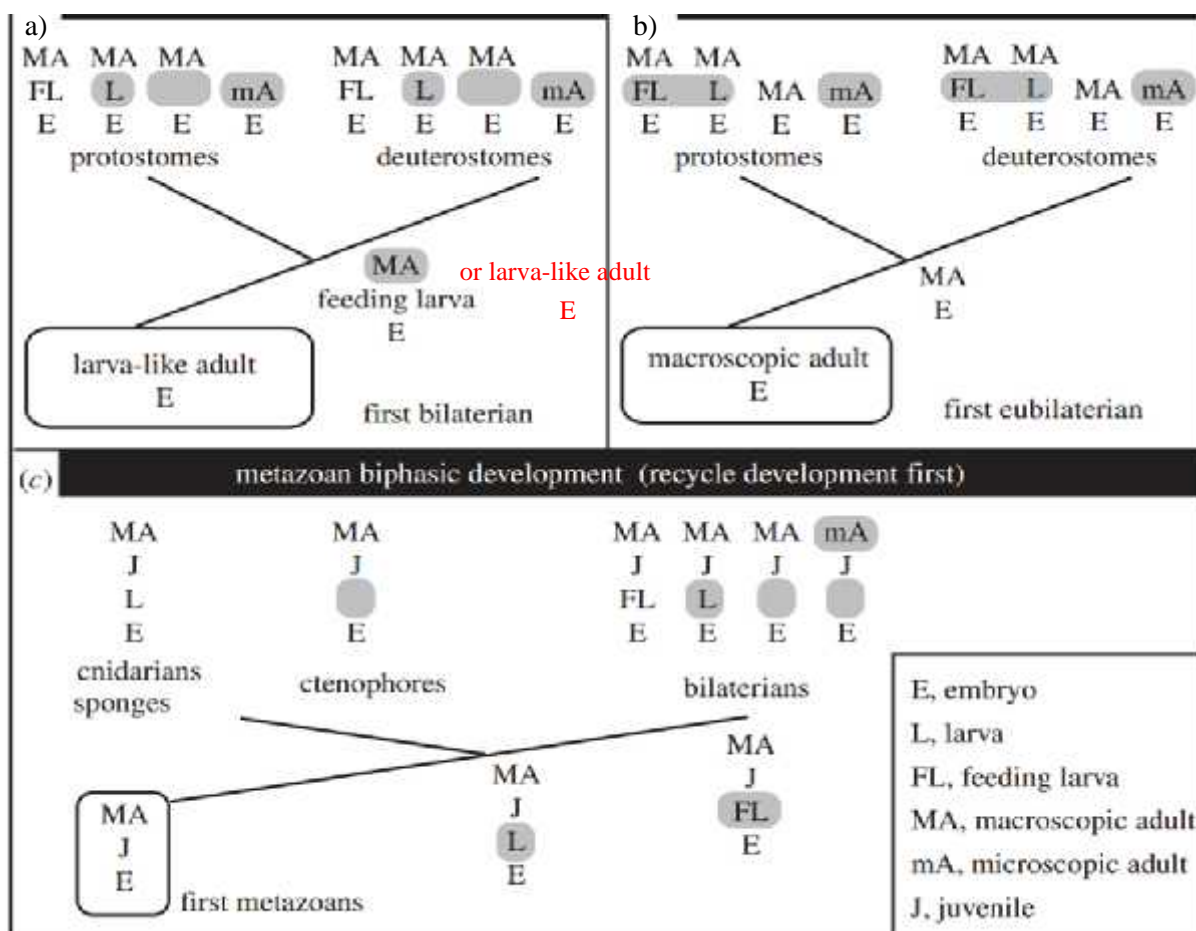 a)
MA MA MA
FL L mA
E E E E
protostomes
MA MA MA
FL L mA
E E E E
deuterostomes
MA
feeding larva
E
or larva-like adult
E
larva-like adult
E
first bilaterian
b)
MA MA
FL L MA mA
E E E E
protostomes
MA MA
FL L MA mA
E E E E
deuterostomes
MA
E
macroscopic adult
E
first eubilaterian
(c) metazoan biphasic development (recycle development first)
MA
J
L
E
cnidarians
sponges
MA
J
E
ctenophores
MA MA MA mA
J J J J
FL L
E E E E
bilaterians
MA
J
FL
E
MA
J
L
E
MA
J
E
first metazoans
E, embryo
L, larva
FL, feeding larva
MA, macroscopic adult
mA, microscopic adult
J, juvenile